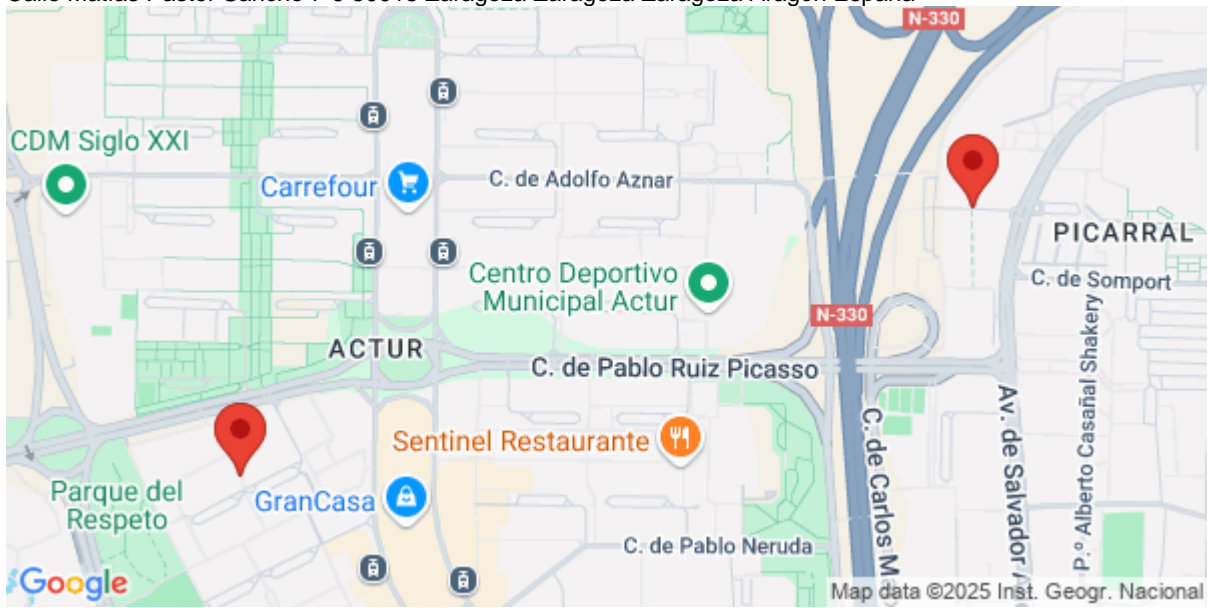 N-330
CDM Siglo XXI
Carrefour
C. de Adolfo Aznar
PICARRAL
Centro Deportivo
Municipal Actur
C. de Somport
N-330
ACTUR
C. de Pablo Ruiz Picasso
Sentinel Restaurante
Av. de Salvador
P.º Alberto Casañal Shakery
C. de Carlos
Parque del
Respeto
GranCasa
C. de Pablo Neruda
Google
Map data ©2025 Inst. Geogr. Nacional